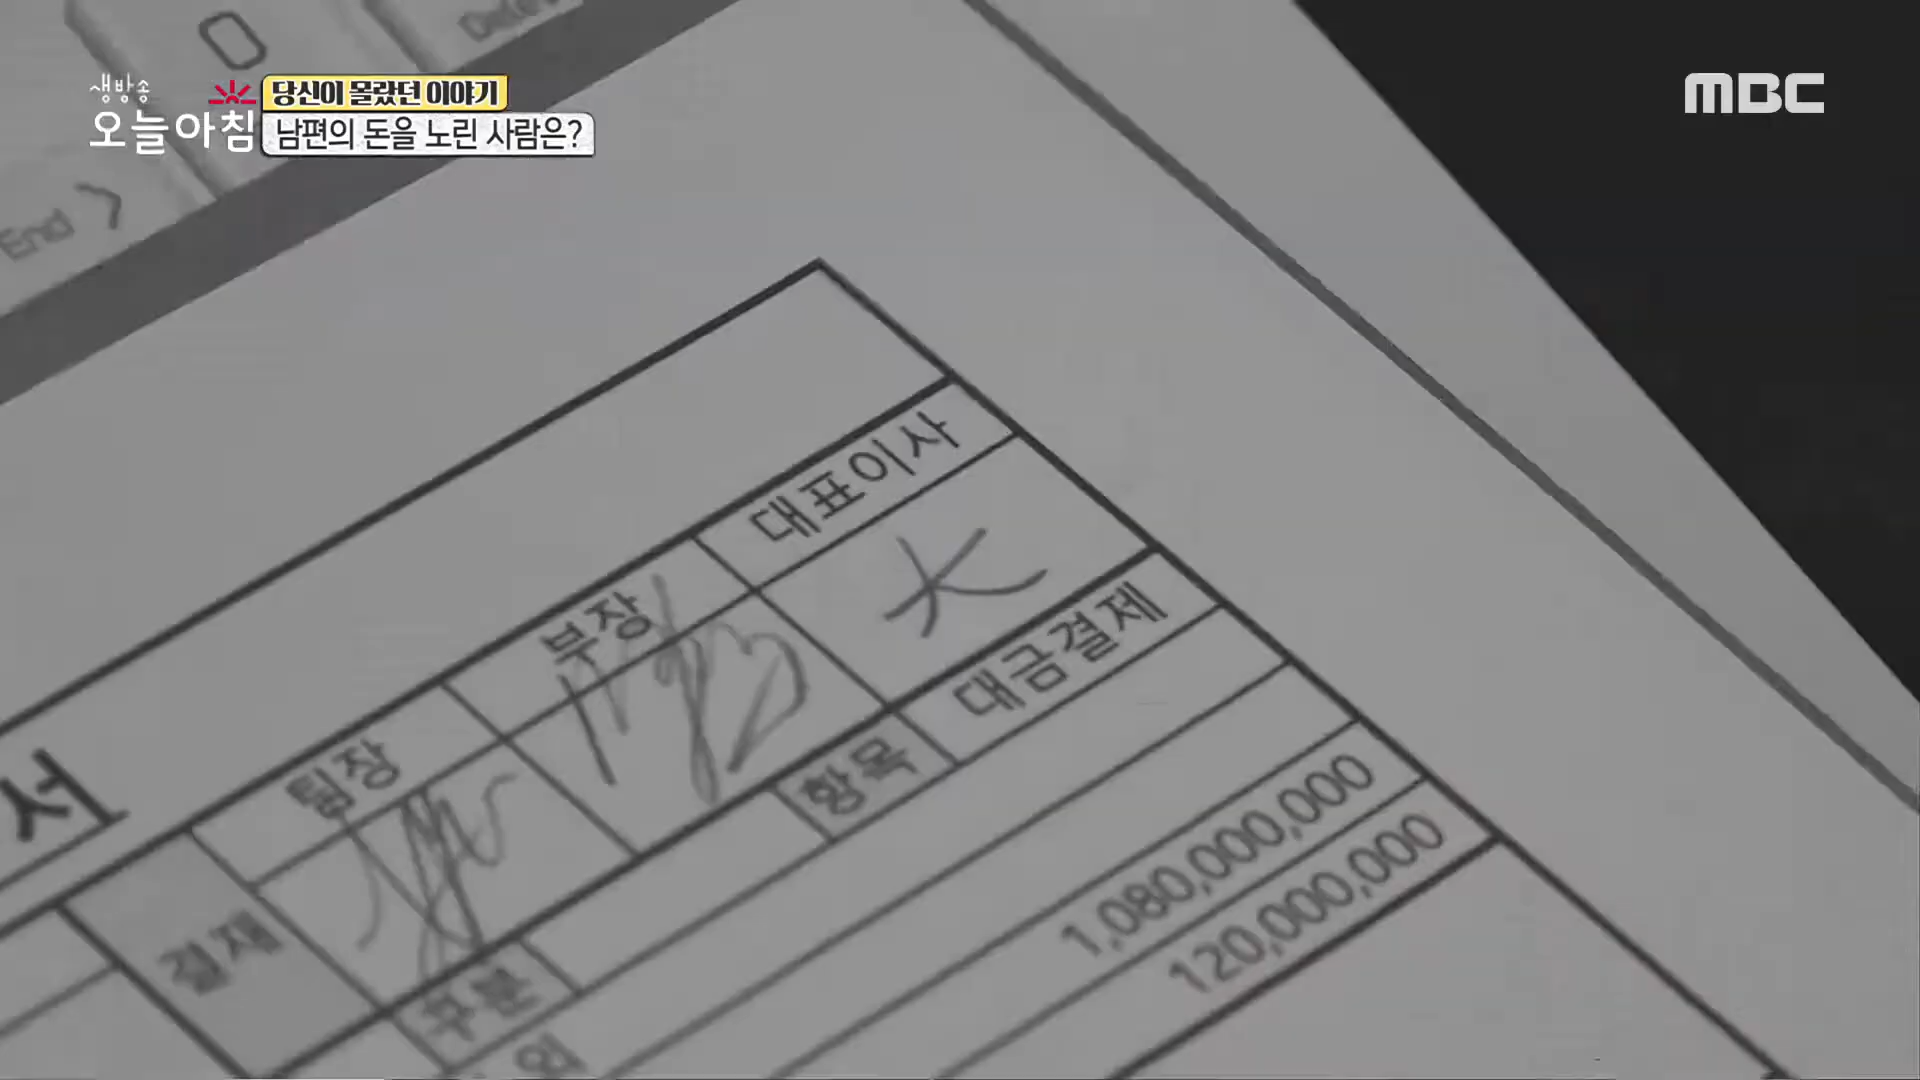 생방송
오늘아침
당신이 몰랐던 이야기
남편의 돈을 노린 사람은?
MBC
End
서
결재
팀장
부장
대표이사
구분
항목
대금결제
1,080,000,000
120,000,000